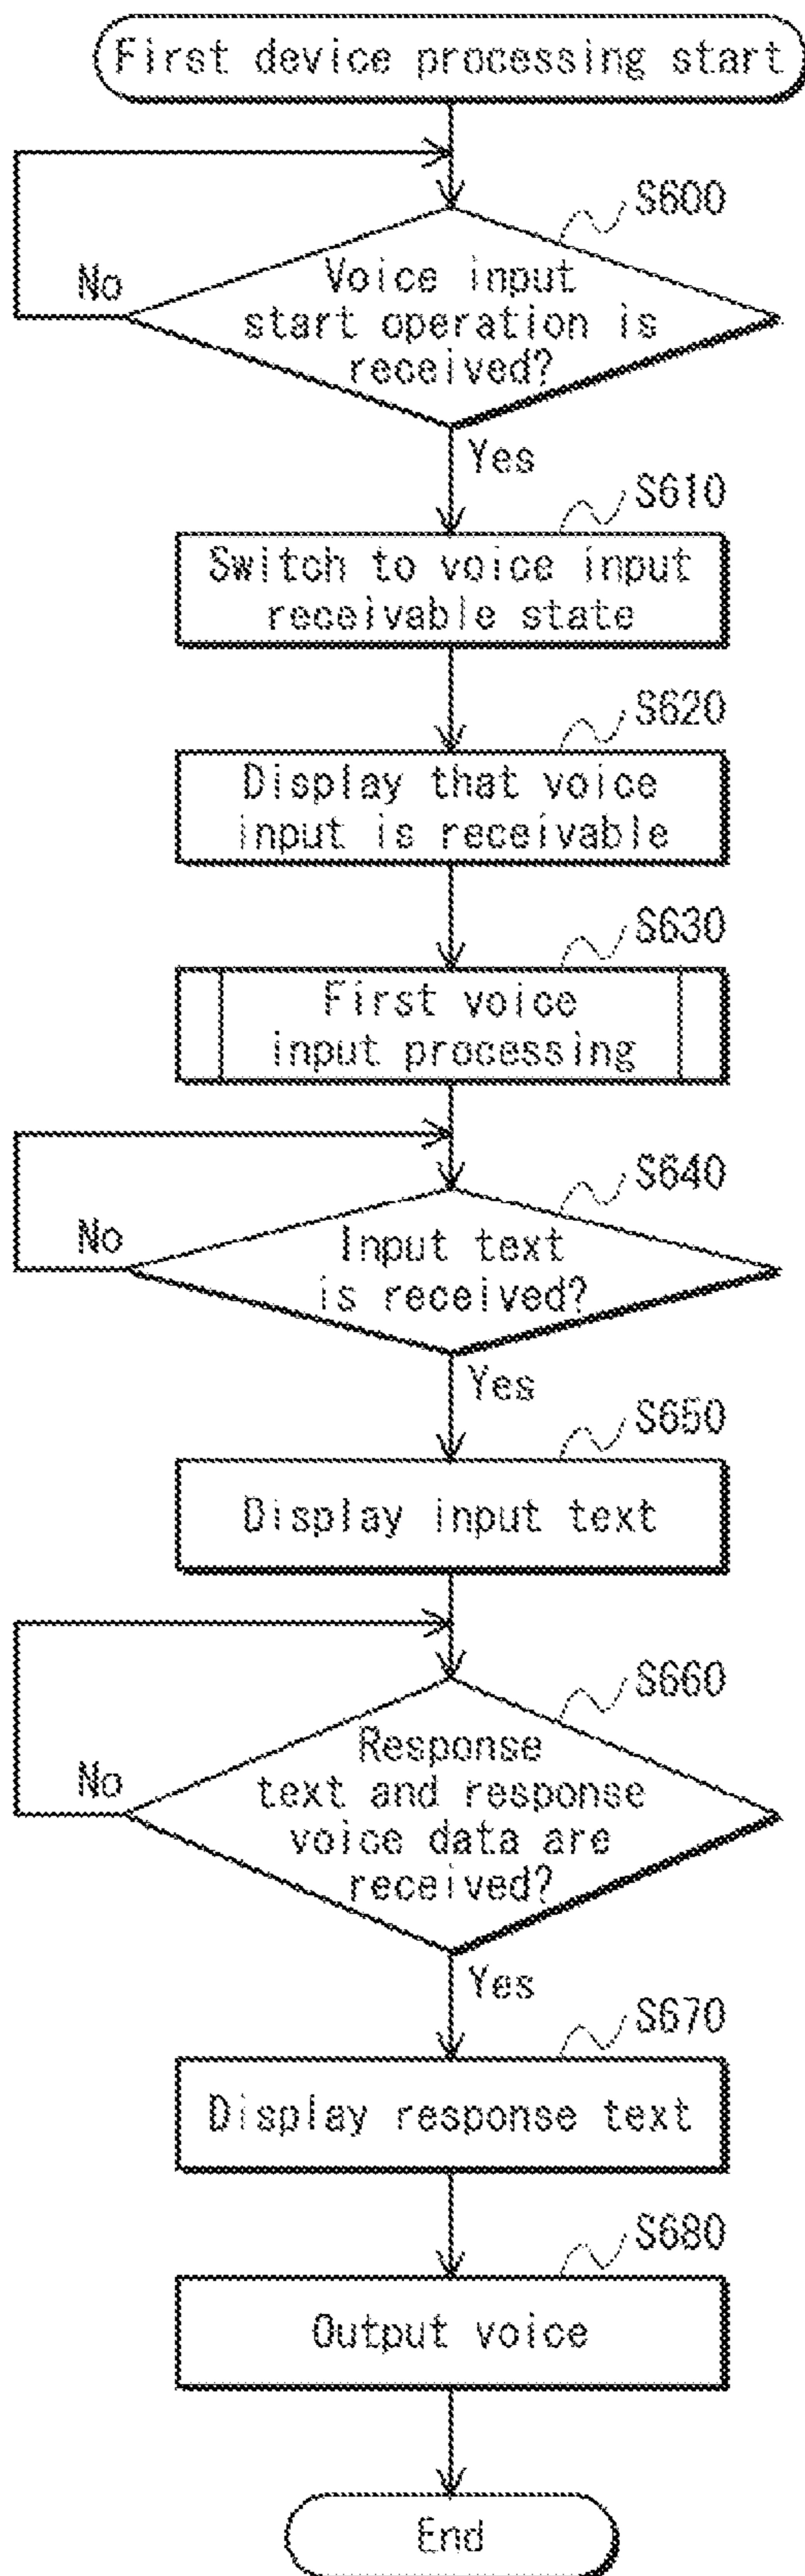 First device processing start
S600
No
Voice input
start operation is
received?
Yes
S610
Switch to voice input
receivable state
S620
Display that voice
input is receivable
S630
First voice
input processing
S640
No
Input text
is received?
Yes
S650
Display input text
S660
No
Response
text and response
voice data are
received?
Yes
S670
Display response text
S680
Output voice
End